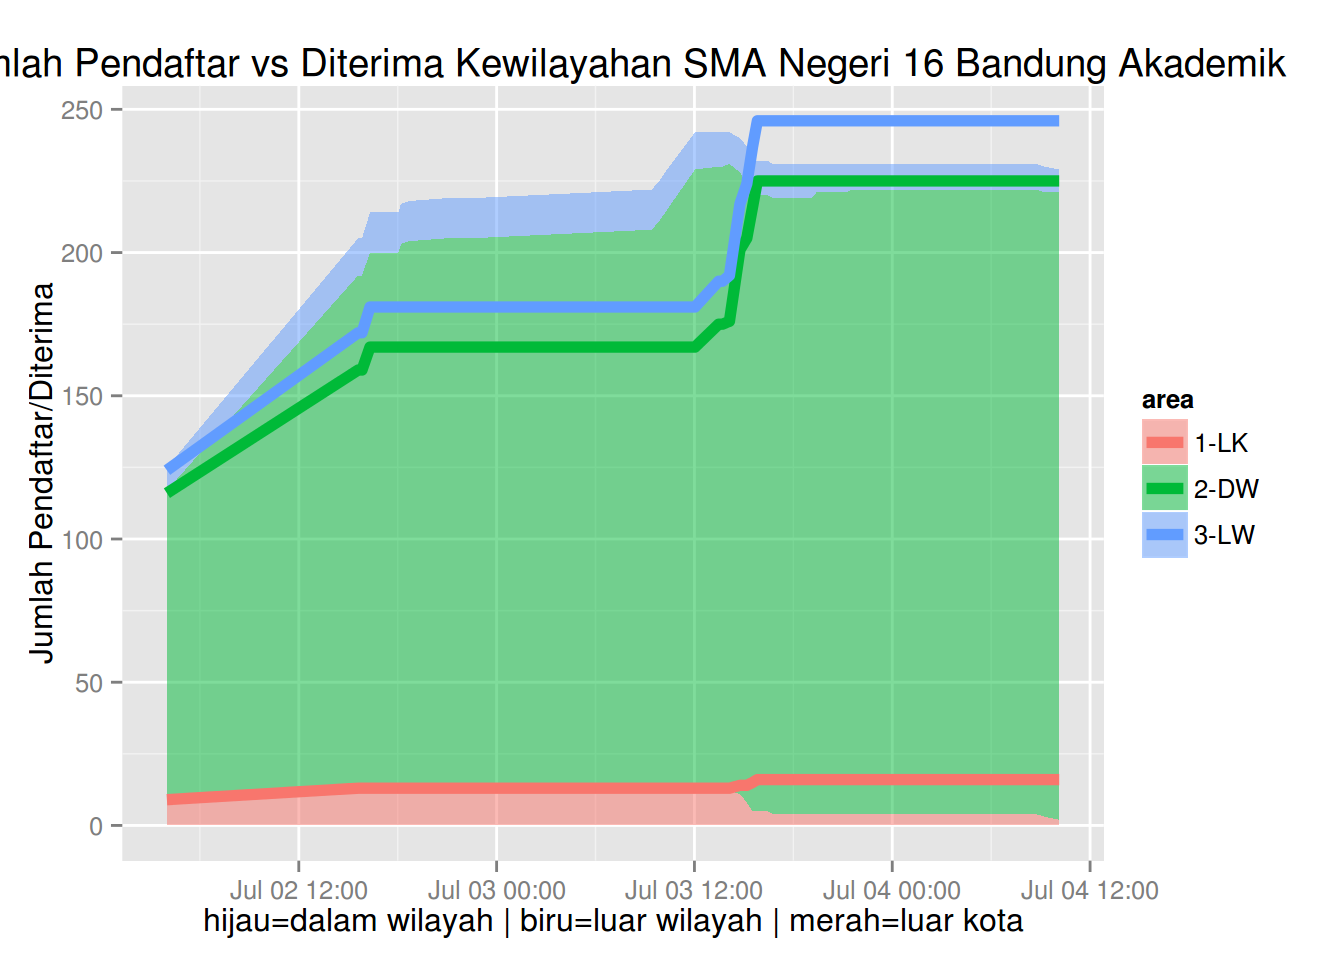 mlah Pendaftar vs Diterima Kewilayahan SMA Negeri 16 Bandung Akademik
Jumlah Pendaftar/Diterima
250
200
150
100
50
0
Jul 02 12:00
Jul 03 00:00
Jul 03 12:00
Jul 04 00:00
Jul 04 12:00
hijau=dalam wilayah | biru=luar wilayah | merah=luar kota
area
1-LK
2-DW
3-LW